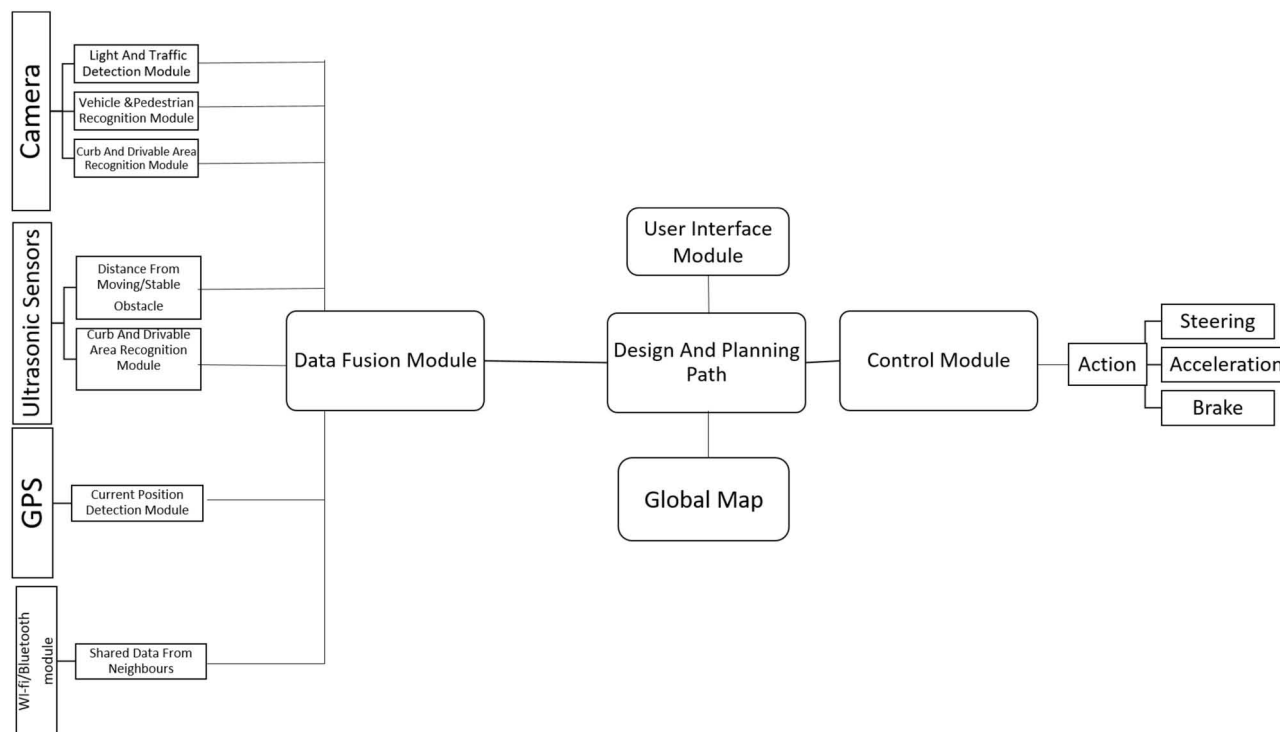 Camera
Light And Traffic
Detection Module
Vehicle &Pedestrian
Recognition Module
Curb And Drivable Area
Recognition Module
Ultrasonic Sensors
Distance From
Moving/Stable
Obstacle
Curb And Drivable
Area Recognition
Module
GPS
Current Position
Detection Module
WI-fi/Bluetooth
module
Shared Data From
Neighbours
Data Fusion Module
User Interface
Module
Design And Planning
Path
Global Map
Control Module
Action
Steering
Acceleration
Brake